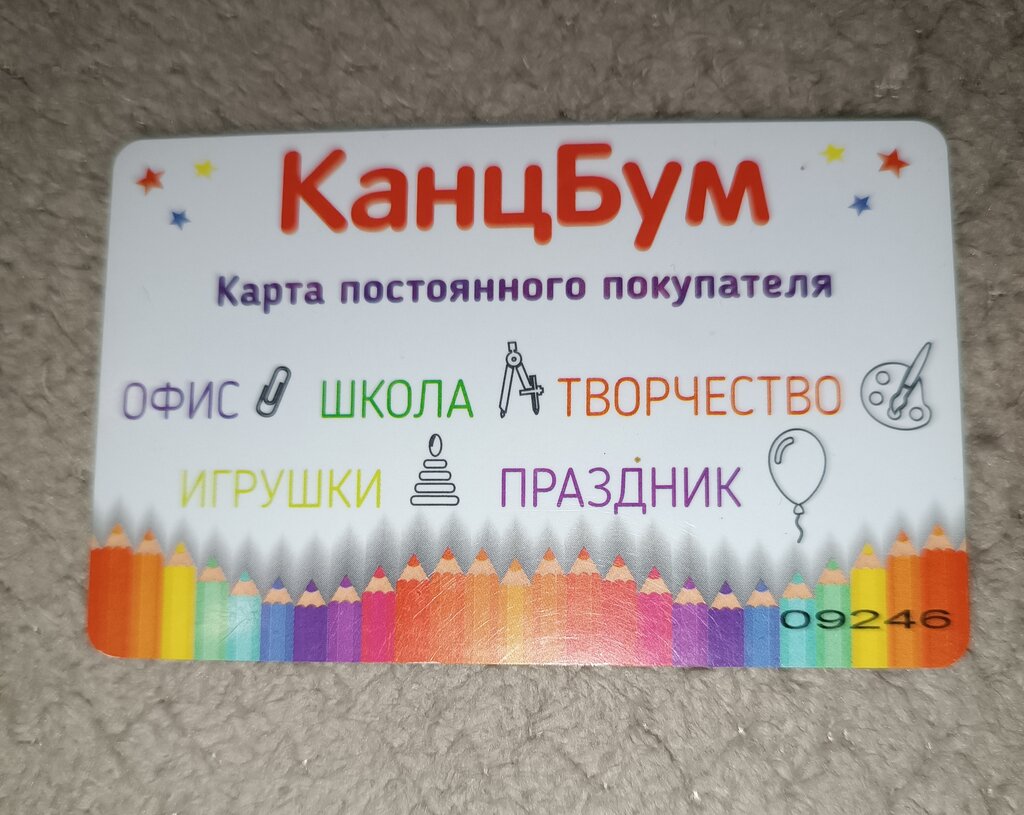 КанцБум
Карта постоянного покупателя
ОФИС ШКОЛА ТВОРЧЕСТВО
ИГРУШКИ ПРАЗДНИК
09246